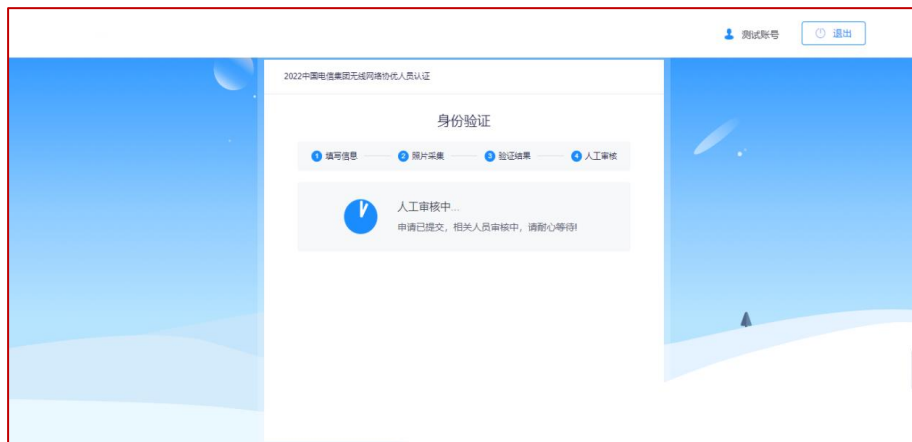 测试账号 退出
2022中国电信集团无线网络协优人员认证
身份验证
1 填写信息 2 照片采集 3 验证结果 4 人工审核
人工审核中...
申请已提交，相关人员审核中，请耐心等待!